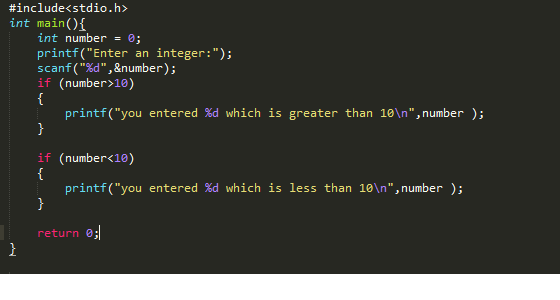 #include<stdio.h>
int main(){
    int number = 0;
    printf("Enter an integer:");
    scanf("%d",&number);
    if (number>10)
    {
        printf("you entered %d which is greater than 10\n",number );
    }

    if (number<10)
    {
        printf("you entered %d which is less than 10\n",number );
    }

    return 0;
}